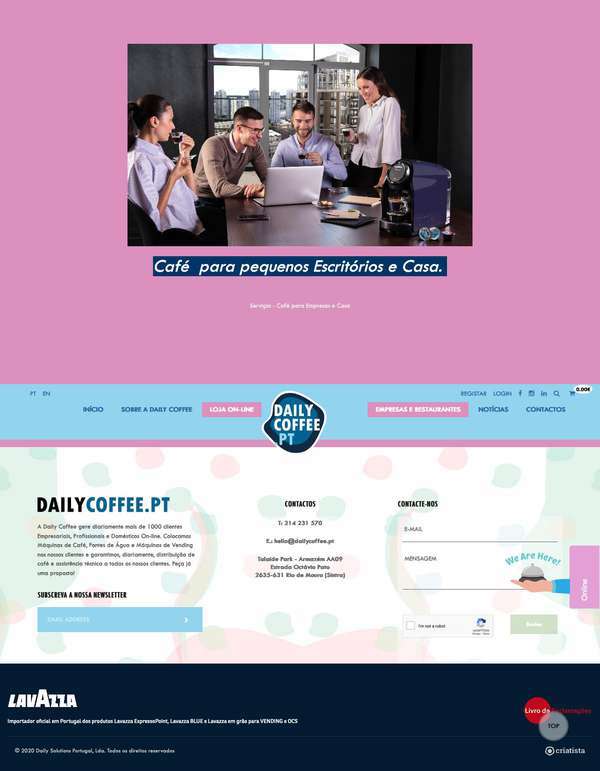 Café  para pequenos Escritórios e Casa.
Serviços - Café para Empresas e Casa
PT EN
REGISTAR LOGIN
0.00€
INÍCIO SOBRE A DAILY COFFEE LOJA ON-LINE
DAILY
COFFEE
PT
EMPRESAS E RESTAURANTES NOTÍCIAS CONTACTOS
DAILYCOFFEE.PT
A Daily Coffee gere diariamente mais de 1000 clientes
Empresariais, Profissionais e Domésticos On-line. Colocamos
Máquinas de Café, Fontes de Água e Máquinas de Vending
nos nossos clientes e garantimos, diariamente, distribuição de
café e assistência técnica a todos os nossos clientes. Peça já
uma proposta!
SUBSCREVA A NOSSA NEWSLETTER
EMAIL ADDRESS
CONTACTOS
T.: 214 231 570
E.: hello@dailycoffee.pt
Talaíde Park - Armazém AA09
Estrada Octávio Pato
2635-631 Rio de Mouro (Sintra)
CONTACTE-NOS
E-MAIL
MENSAGEM
We Are Here!
Online
I'm not a robot
reCAPTCHA
LAVAZZA
Importador oficial em Portugal dos produtos Lavazza EspressoPoint, Lavazza BLUE e Lavazza em grão para VENDING e OCS
Livro de Reclamações
TOP
© 2020 Daily Solutions Portugal, Lda. Todos os direitos reservados
criatista